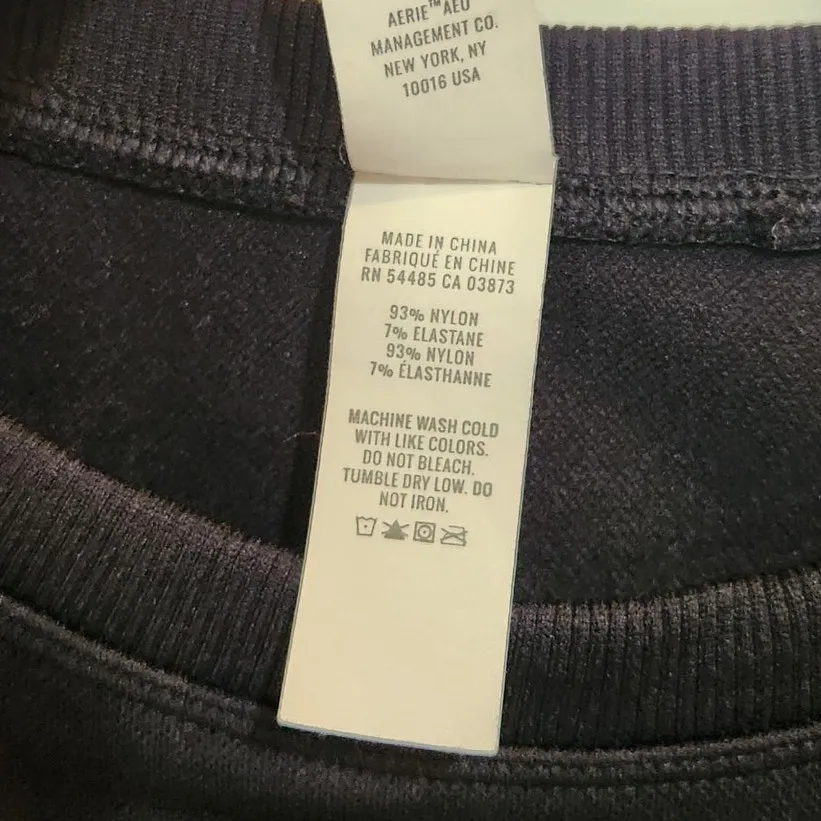 AERIE™ AEO
MANAGEMENT CO.
NEW YORK, NY
10016 USA
MADE IN CHINA
FABRIQUÉ EN CHINE
RN 54485 CA 03873
93% NYLON
7% ELASTANE
93% NYLON
7% ÉLASTHANNE
MACHINE WASH COLD
WITH LIKE COLORS.
DO NOT BLEACH.
TUMBLE DRY LOW. DO
NOT IRON.